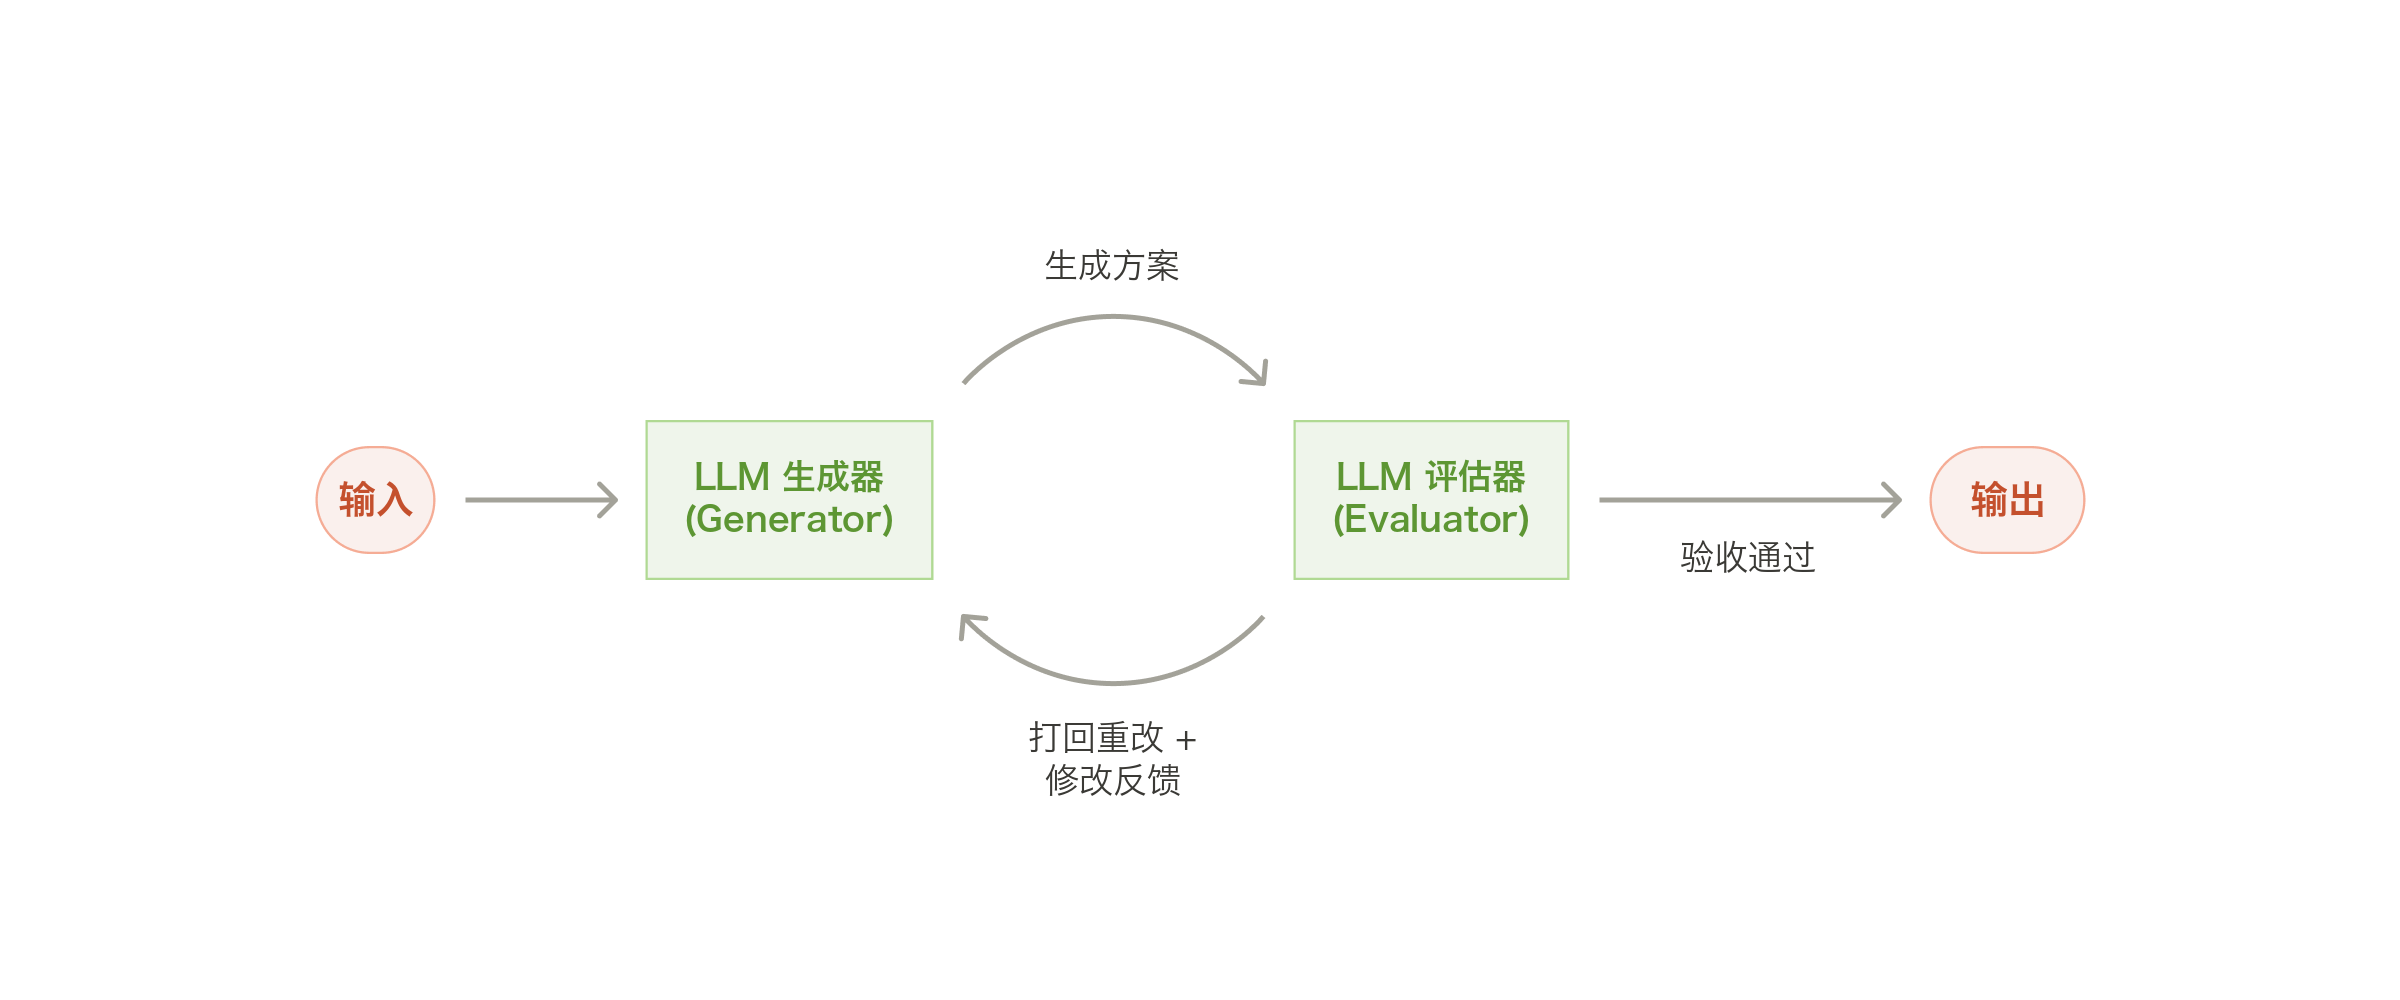 生成方案
输入
LLM 生成器
(Generator)
LLM 评估器
(Evaluator)
验收通过
输出
打回重改 +
修改反馈